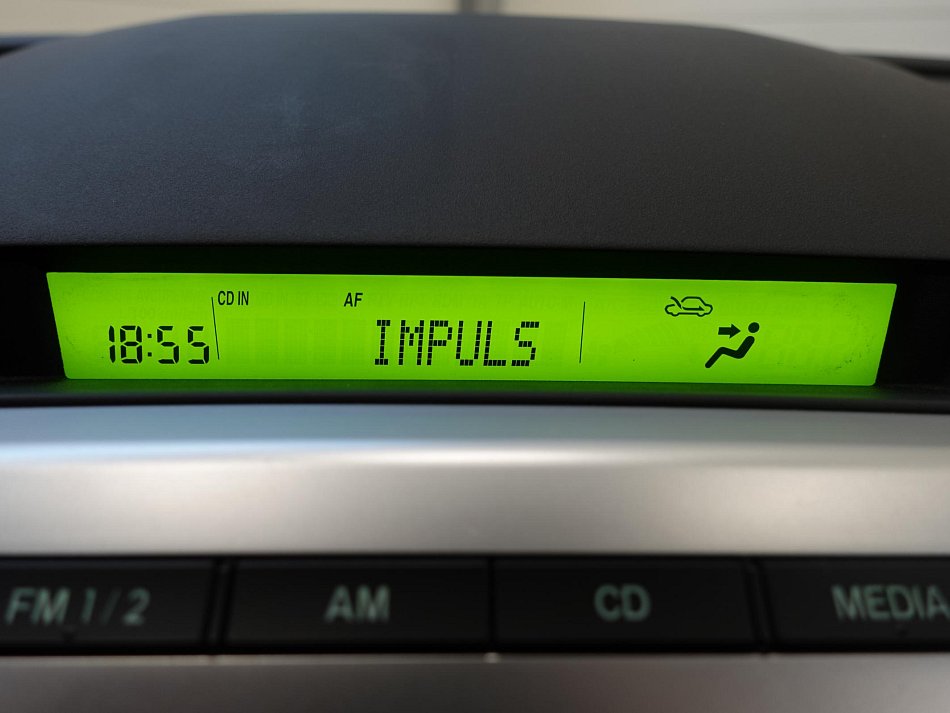 CD IN AF
18:55 IMPULS
FM 1/2 AM CD MEDIA